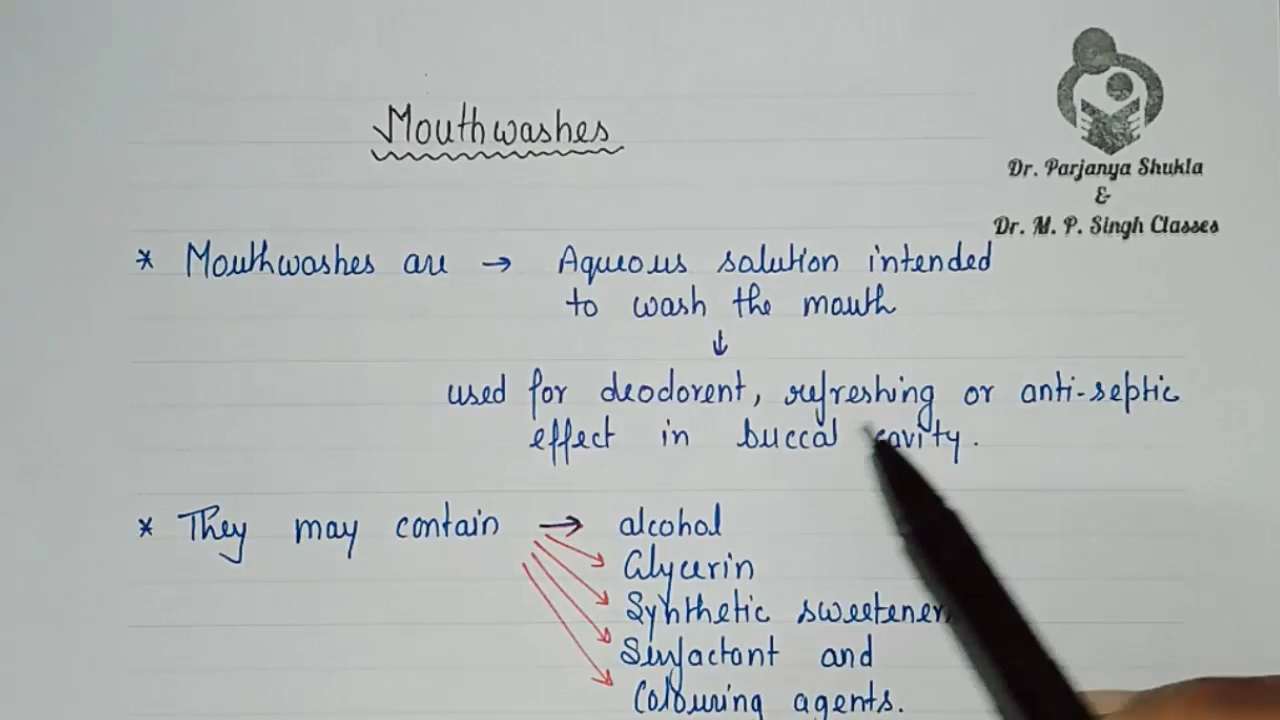 Mouthwashes
Dr. Parjanya Shukla
&
Dr. M. P. Singh Classes
* Mouthwashes are → Aqueous solution intended
to wash the mouth
↓
used for deodorent, refreshing or anti-septic
effect in buccal cavity.
* They may contain → alcohol
Glycerin
Synthetic sweetener
Surfactant and
Colouring agents.